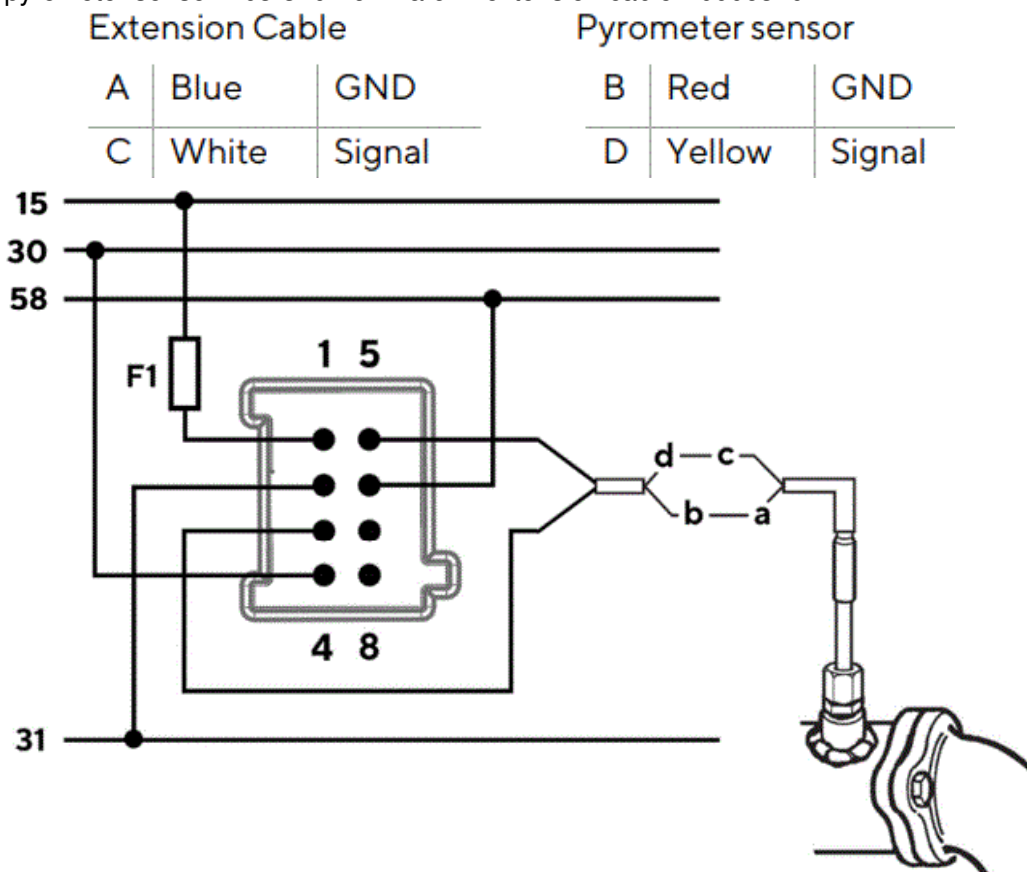 Extension Cable Pyrometer sensor
A Blue GND B Red GND
C White Signal D Yellow Signal
15
30
58
F1
1 5
d c
b a
4 8
31